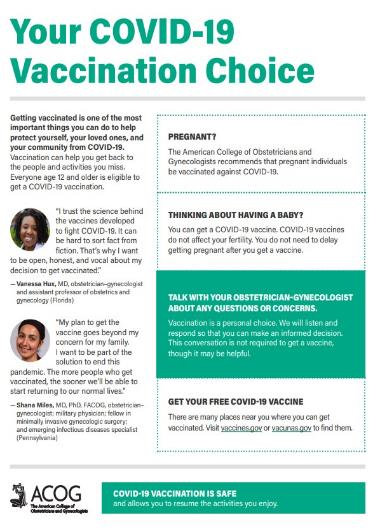 Your COVID-19
Vaccination Choice
Getting vaccinated is one of the most
important things you can do to help
protect yourself, your loved ones, and
your community from COVID-19.
Vaccination can help you get back to
the people and activities you miss.
Everyone age 12 and older is eligible to
get a COVID-19 vaccination.
"I trust the science behind
the vaccines developed
to fight COVID-19. It can
be hard to sort fact from
fiction. That's why I want
to be open, honest, and vocal about my
decision to get vaccinated."
— Vanessa Hux, MD, obstetrician–gynecologist
and assistant professor of obstetrics and
gynecology (Florida)
"My plan to get the
vaccine goes beyond my
concern for my family.
I want to be part of the
solution to end this
pandemic. The more people who get
vaccinated, the sooner we'll be able to
start returning to our normal lives."
— Shana Miles, MD, PhD, FACOG, obstetrician–
gynecologist; military physician; fellow in
minimally invasive gynecologic surgery;
and emerging infectious diseases specialist
(Pennsylvania)
PREGNANT?
The American College of Obstetricians and
Gynecologists recommends that pregnant individuals
be vaccinated against COVID-19.
THINKING ABOUT HAVING A BABY?
You can get a COVID-19 vaccine. COVID-19 vaccines
do not affect your fertility. You do not need to delay
getting pregnant after you get a vaccine.
TALK WITH YOUR OBSTETRICIAN–GYNECOLOGIST
ABOUT ANY QUESTIONS OR CONCERNS.
Vaccination is a personal choice. We will listen and
respond so that you can make an informed decision.
This conversation is not required to get a vaccine,
though it may be helpful.
GET YOUR FREE COVID-19 VACCINE
There are many places near you where you can get
vaccinated. Visit vaccines.gov or vacunas.gov to find them.
ACOG
The American College of
Obstetricians and Gynecologists
COVID-19 VACCINATION IS SAFE
and allows you to resume the activities you enjoy.